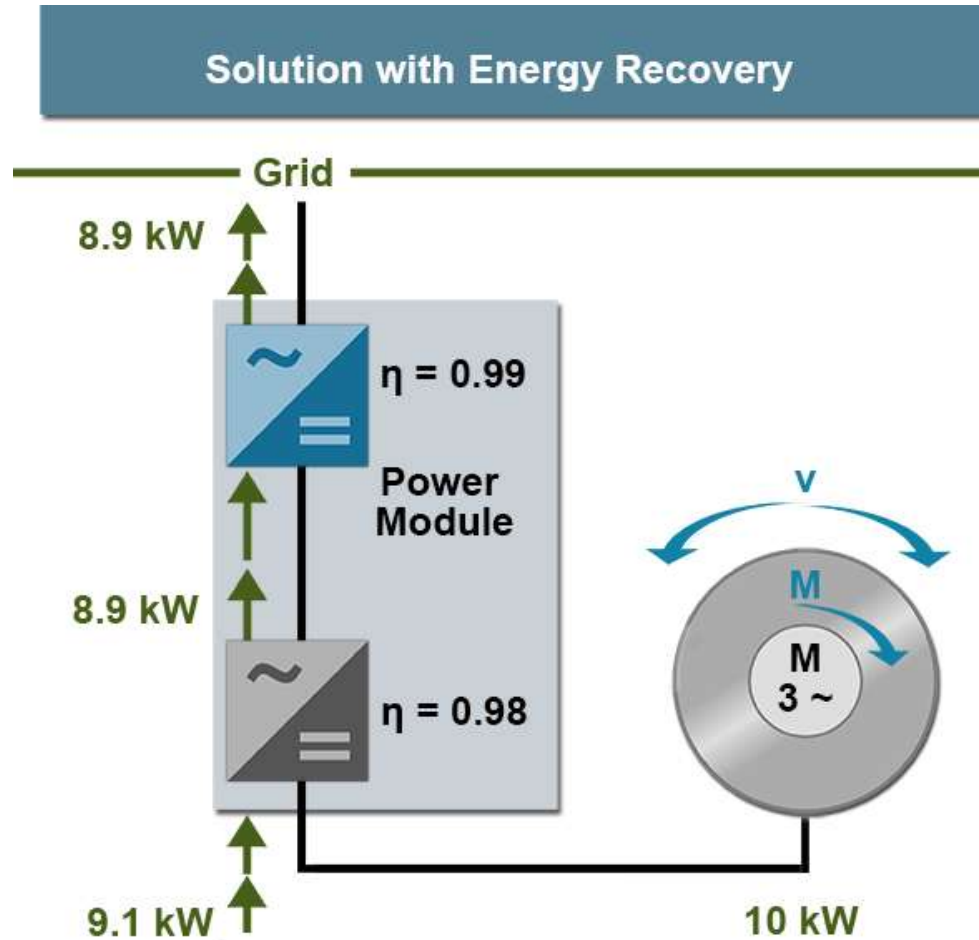 Solution with Energy Recovery
Grid
8.9 kW
η = 0.99
Power
Module
8.9 kW
η = 0.98
9.1 kW
v
M
M
3 ~
10 kW